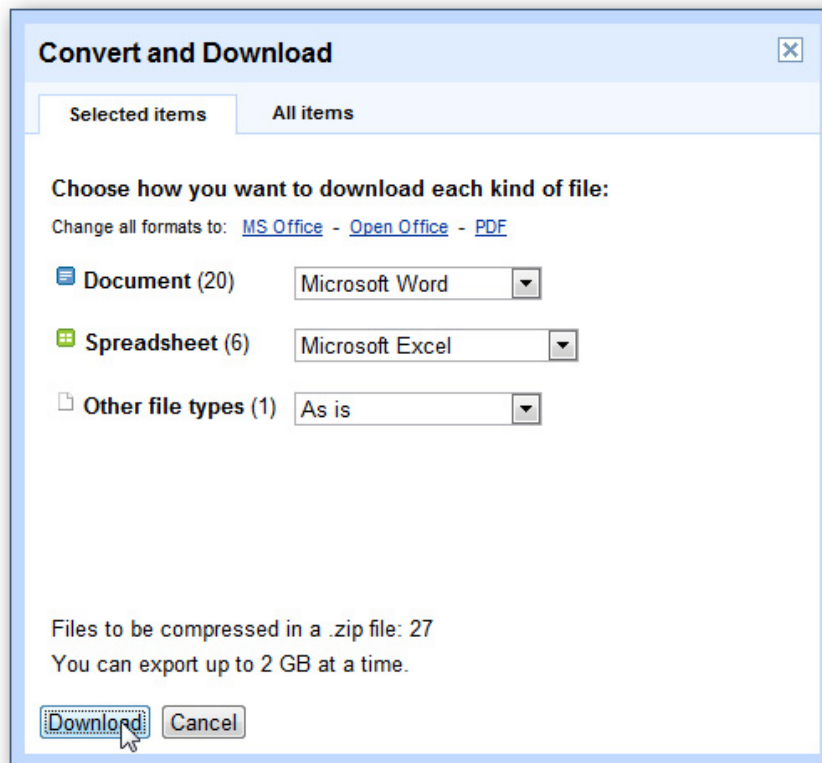 Convert and Download
Selected items All items
Choose how you want to download each kind of file:
Change all formats to: MS Office - Open Office - PDF
Document (20) Microsoft Word
Spreadsheet (6) Microsoft Excel
Other file types (1) As is
Files to be compressed in a .zip file: 27
You can export up to 2 GB at a time.
Download Cancel